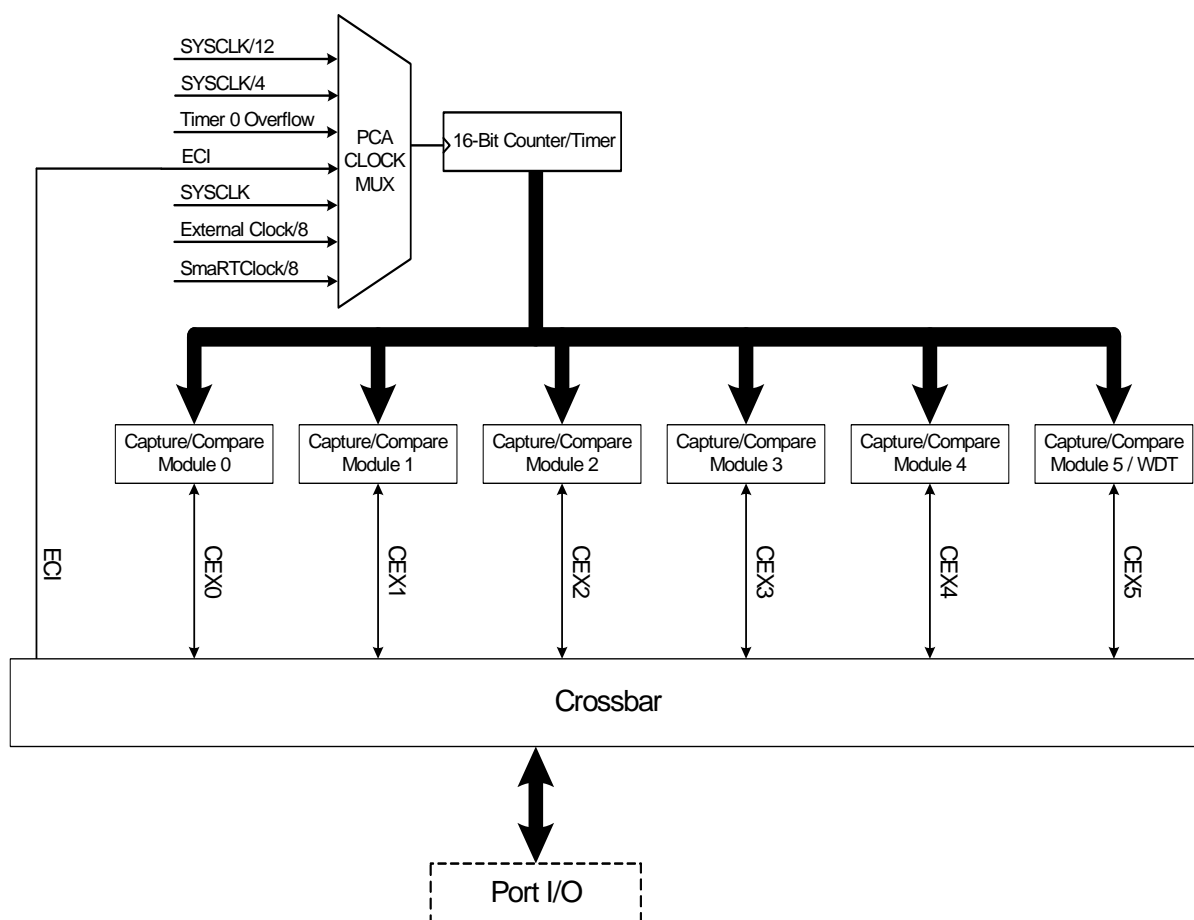 SYSCLK/12
SYSCLK/4
Timer 0 Overflow
ECI
SYSCLK
External Clock/8
SmaRTClock/8
PCA
CLOCK
MUX
16-Bit Counter/Timer
Capture/Compare
Module 0
Capture/Compare
Module 1
Capture/Compare
Module 2
Capture/Compare
Module 3
Capture/Compare
Module 4
Capture/Compare
Module 5 / WDT
ECI
CEX0
CEX1
CEX2
CEX3
CEX4
CEX5
Crossbar
Port I/O